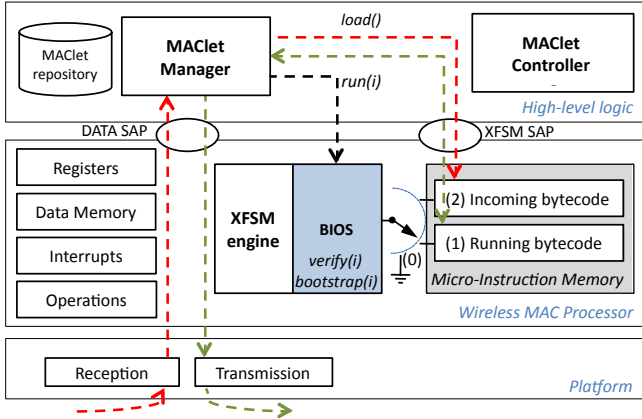 load()
MAClet
repository
MAClet
Manager
run(i)
MAClet
Controller
High-level logic
DATA SAP
XFSM SAP
Registers
Data Memory
Interrupts
Operations
XFSM
engine
BIOS
verify(i)
bootstrap(i)
(0)
(2) Incoming bytecode
(1) Running bytecode
Micro-Instruction Memory
Wireless MAC Processor
Reception
Transmission
Platform